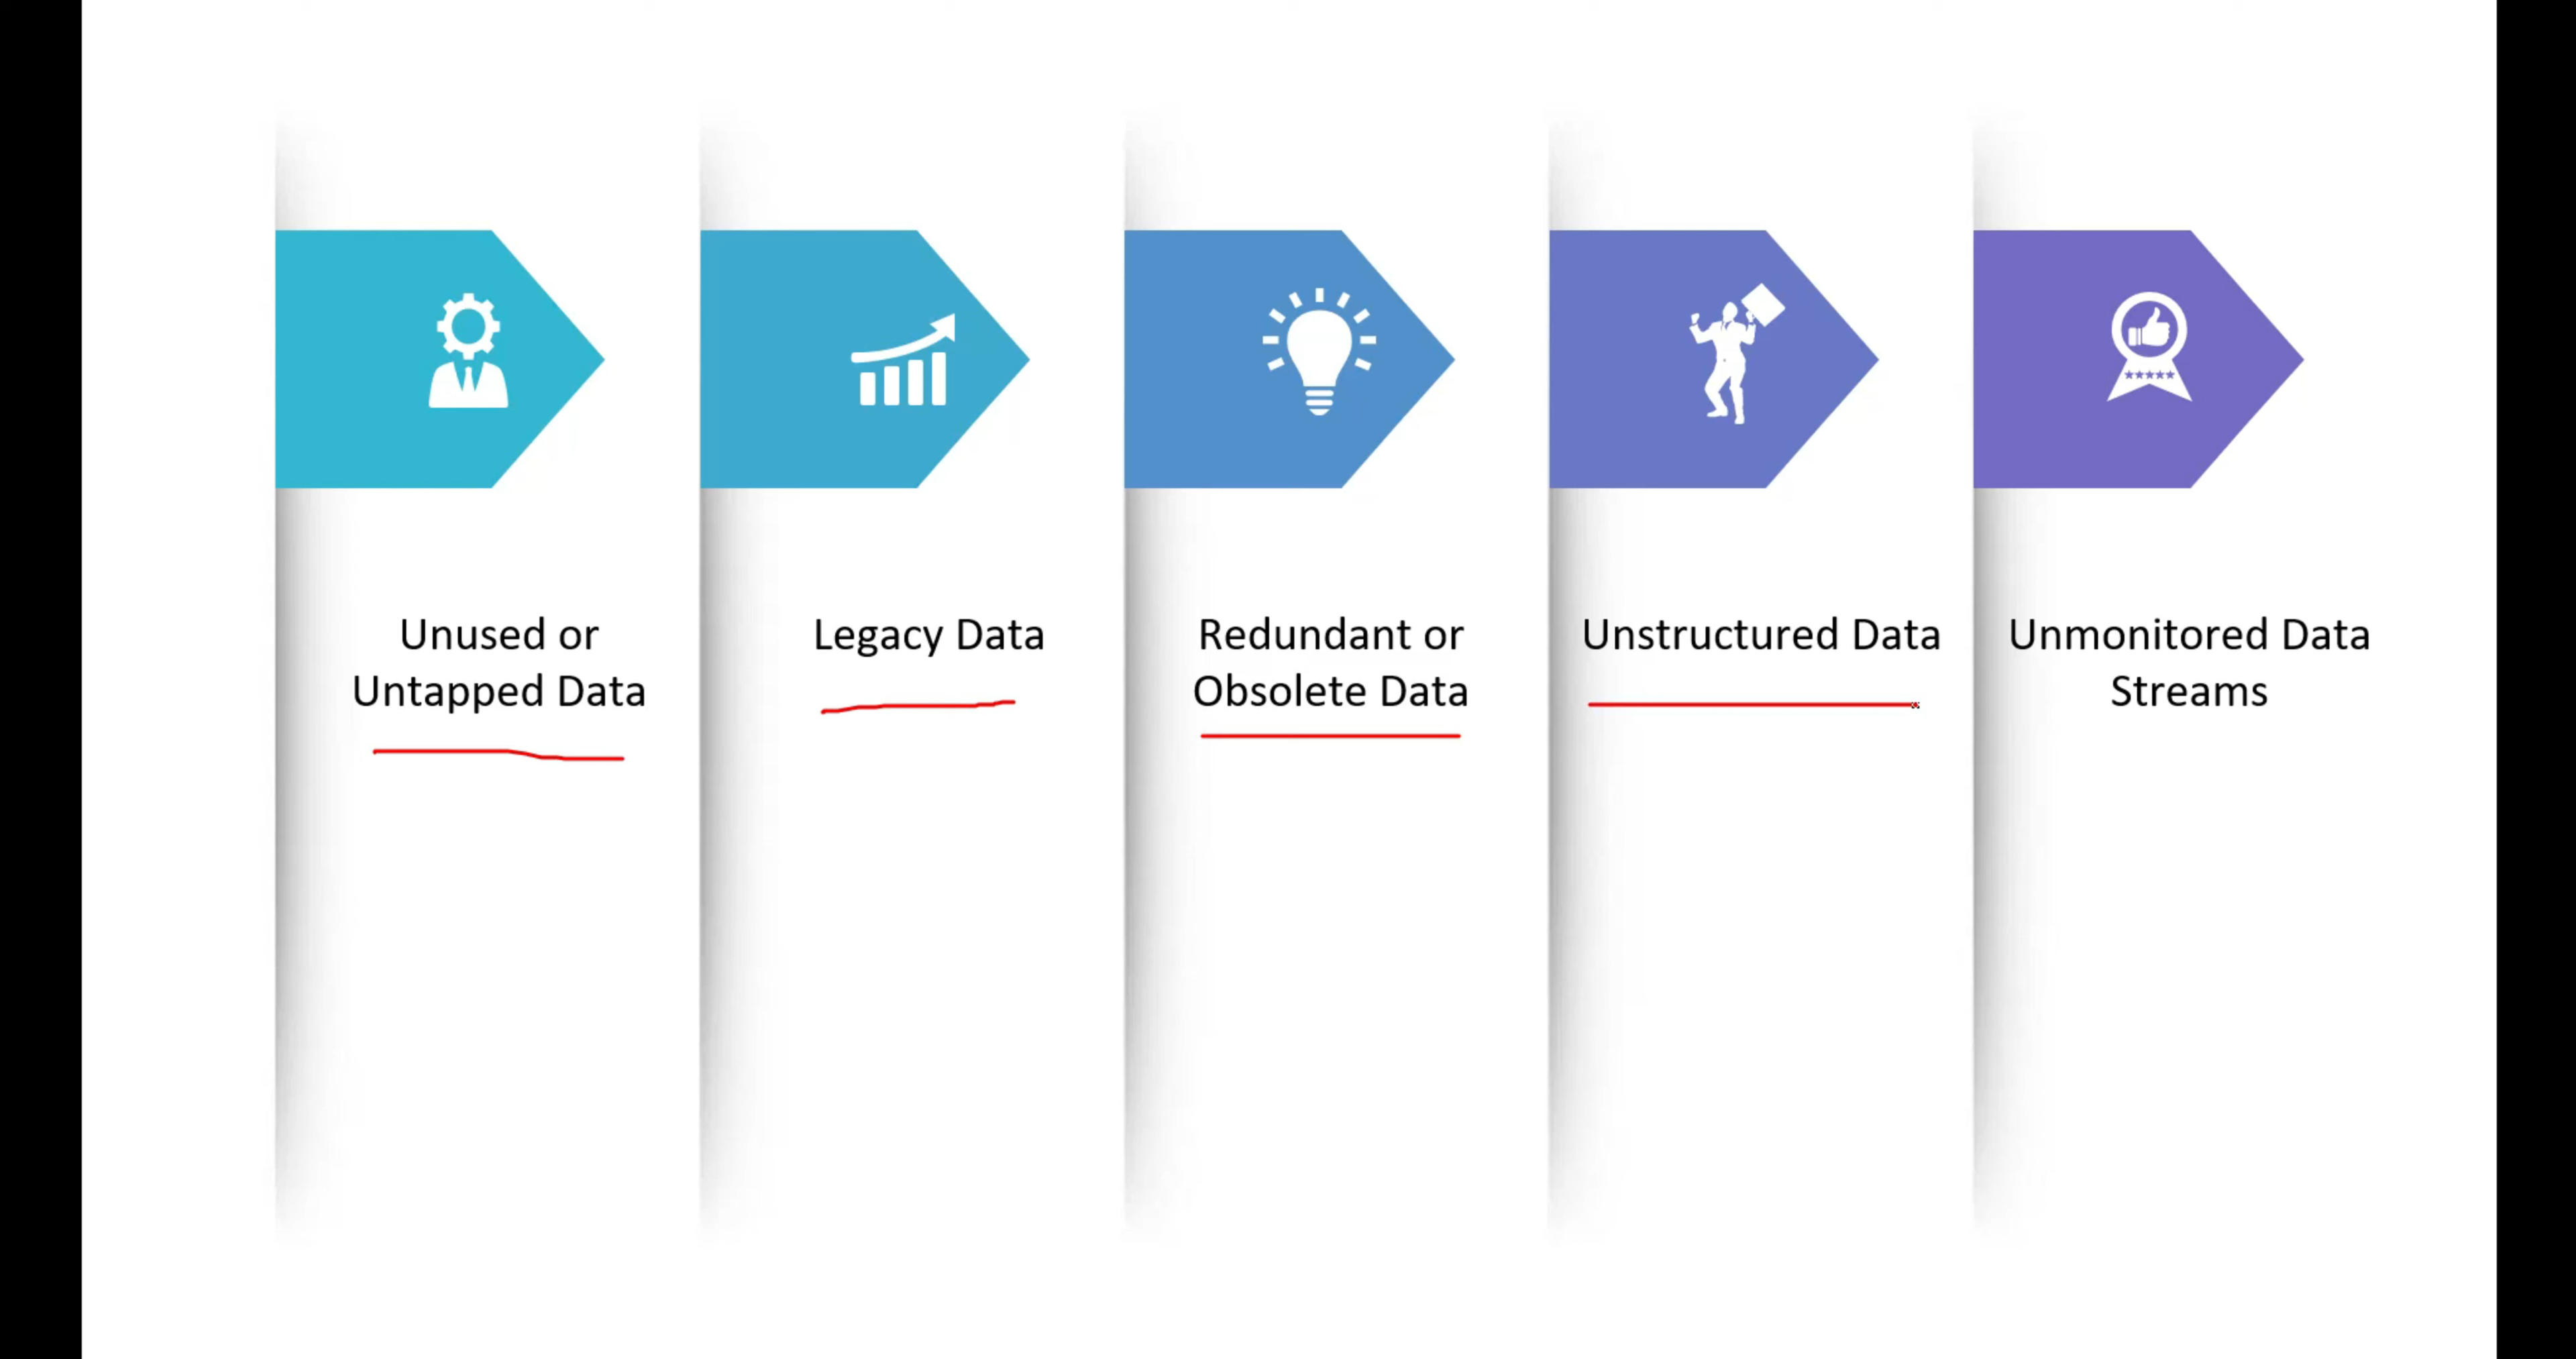 Unused or
Untapped Data
Legacy Data
Redundant or
Obsolete Data
Unstructured Data
Unmonitored Data
Streams